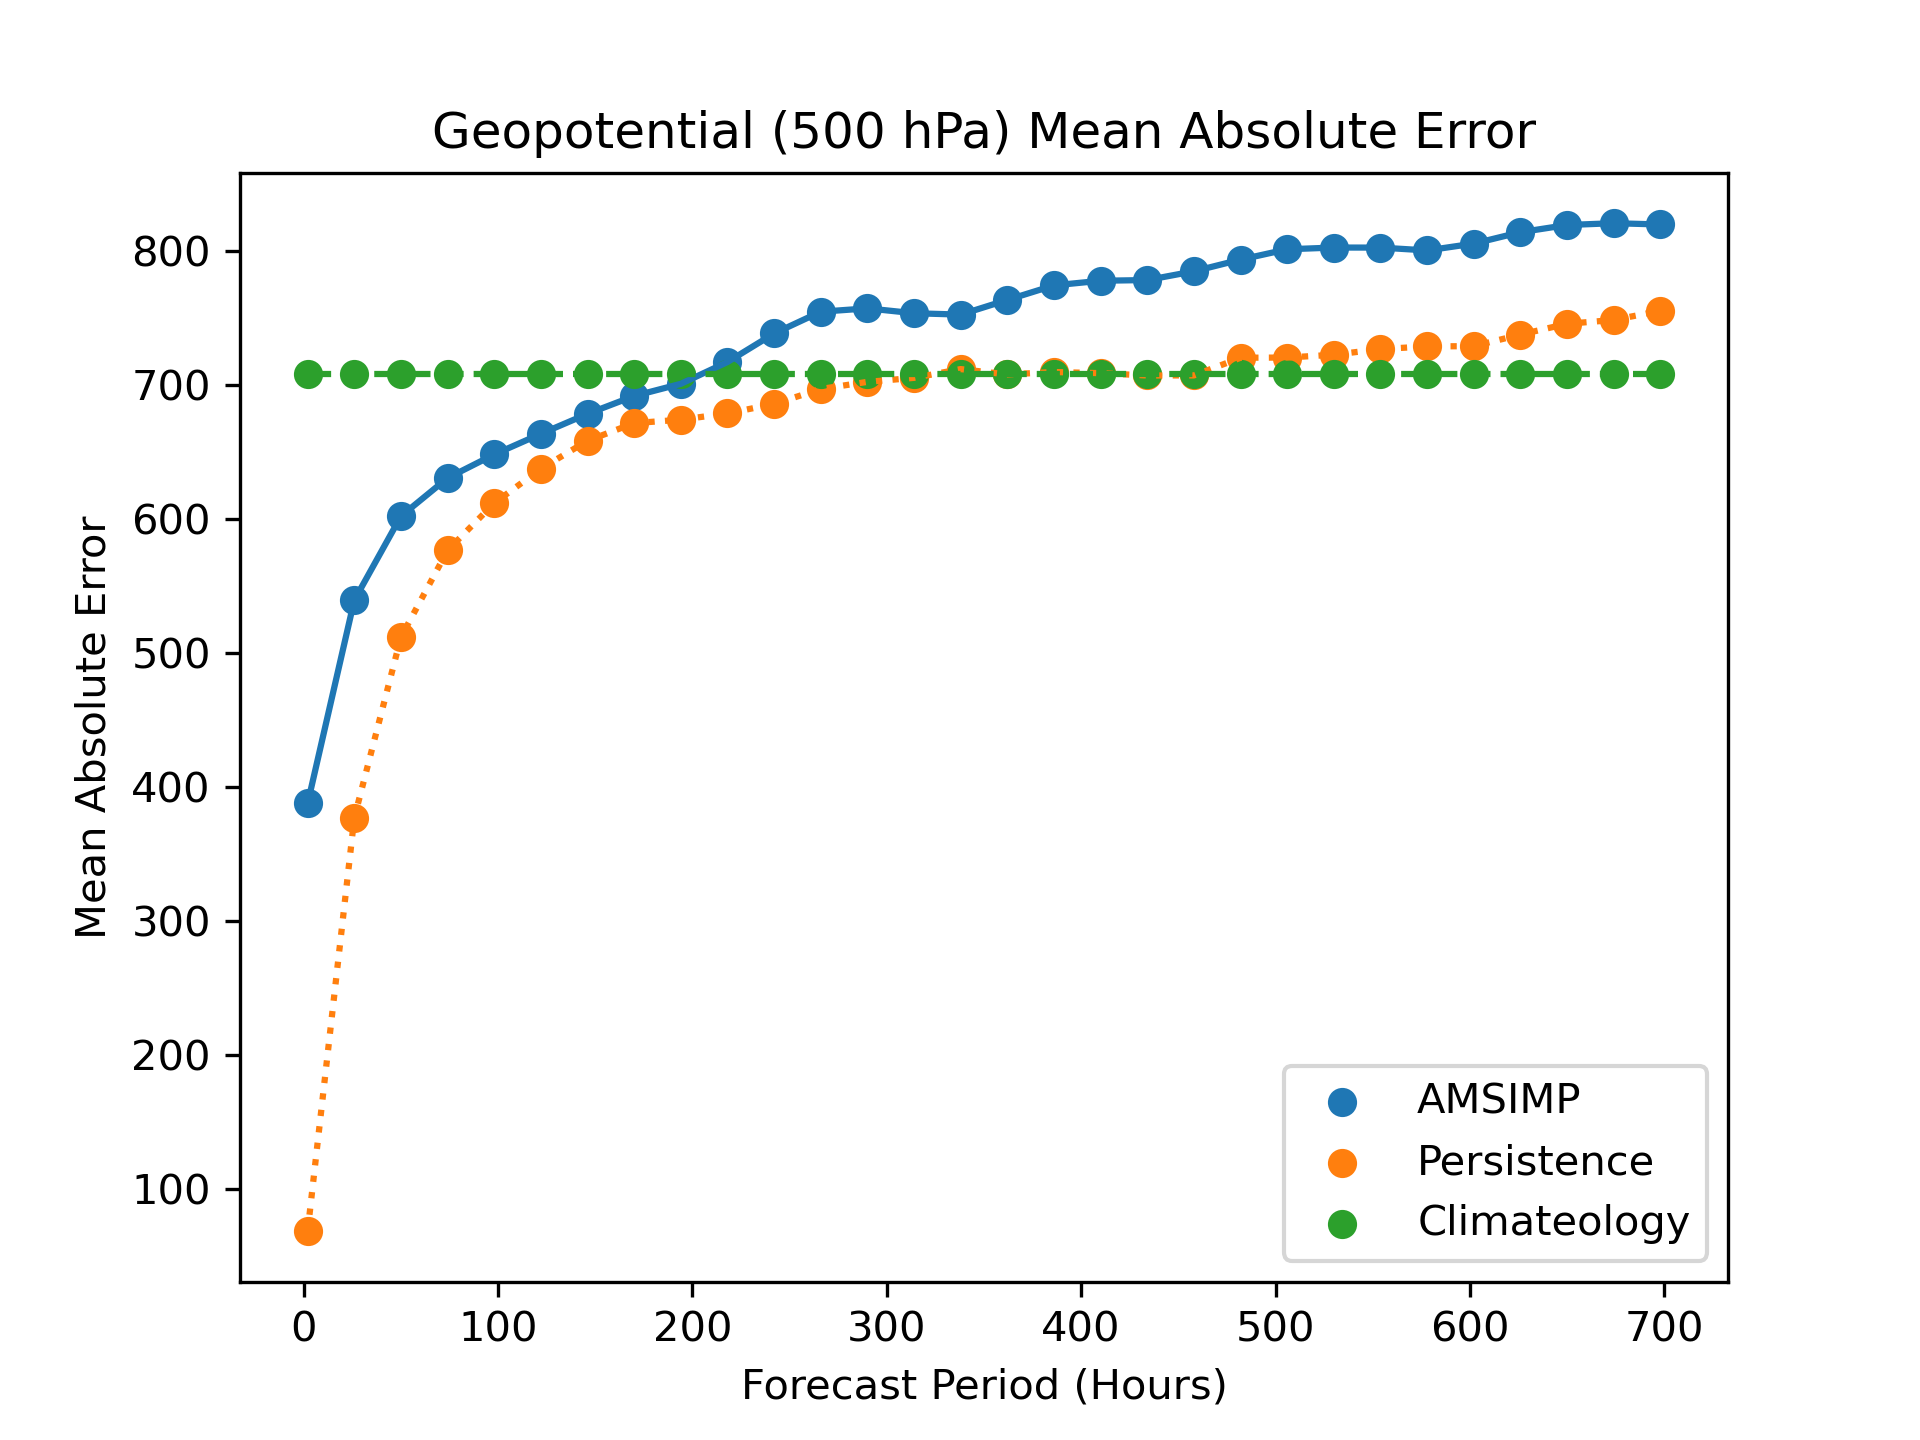 Geopotential (500 hPa) Mean Absolute Error
Mean Absolute Error
800
700
600
500
400
300
200
100
0 100 200 300 400 500 600 700
Forecast Period (Hours)
AMSIMP
Persistence
Climateology